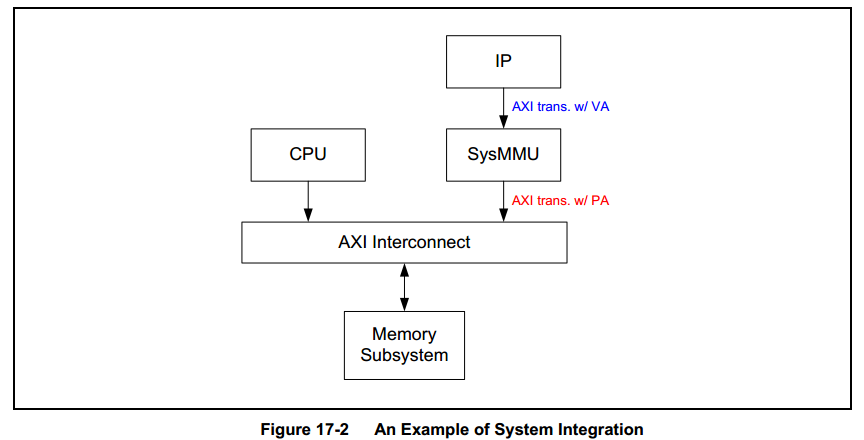 IP
AXI trans. w/ VA
CPU
SysMMU
AXI trans. w/ PA
AXI Interconnect
Memory
Subsystem
Figure 17-2 An Example of System Integration